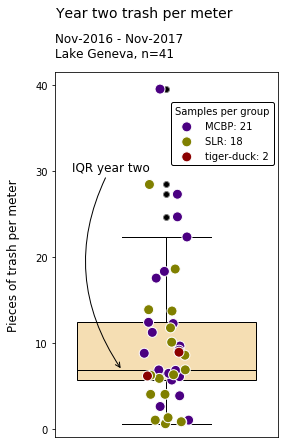 Year two trash per meter
Nov-2016 - Nov-2017
Lake Geneva, n=41
Pieces of trash per meter
40
30
20
10
0
Samples per group
MCBP: 21
SLR: 18
tiger-duck: 2
IQR year two